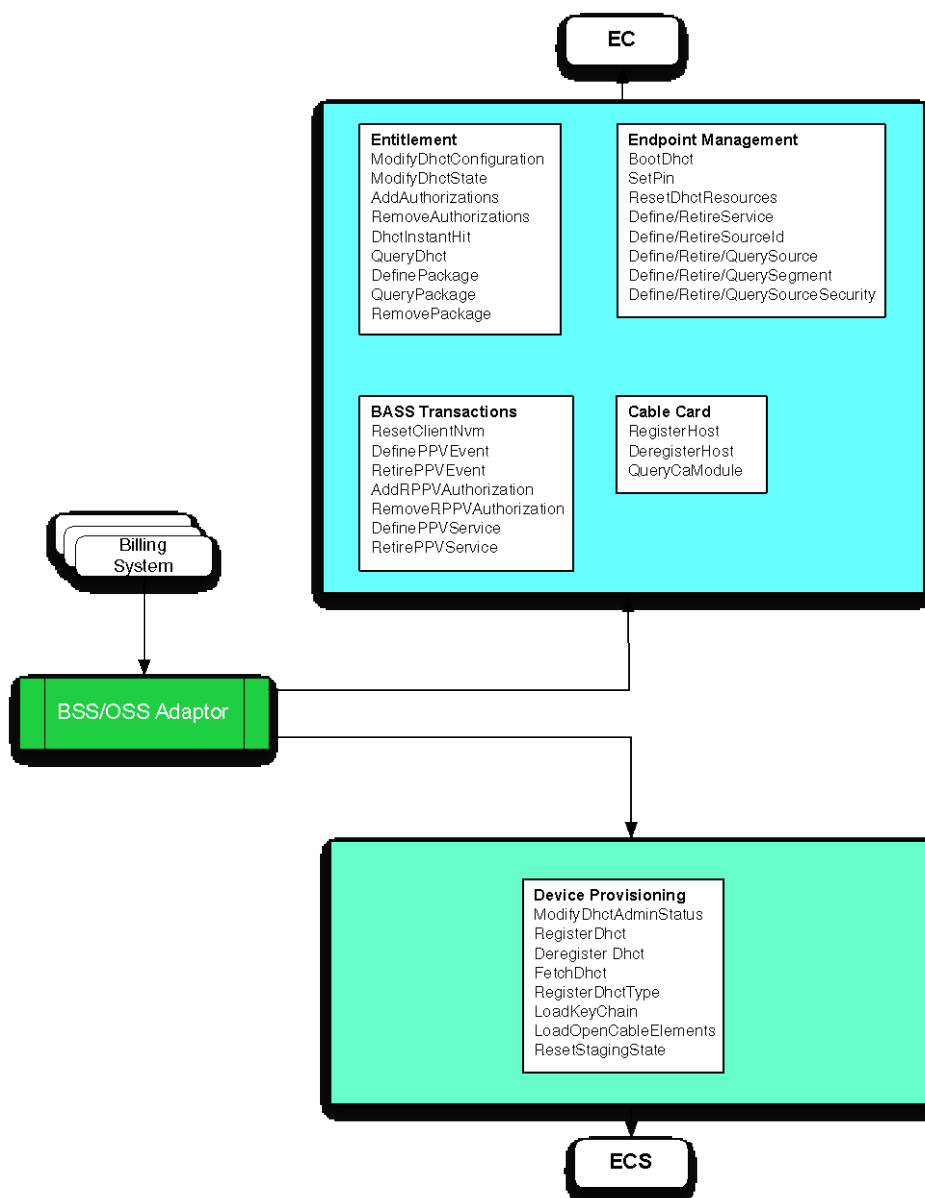 EC
Entitlement
ModifyDhctConfiguration
ModifyDhctState
AddAuthorizations
RemoveAuthorizations
DhctInstantHit
QueryDhct
DefinePackage
QueryPackage
RemovePackage
Endpoint Management
BootDhct
SetPin
ResetDhctResources
Define/RetireService
Define/RetireSourceId
Define/Retire/QuerySource
Define/Retire/QuerySegment
Define/Retire/QuerySourceSecurity
BASS Transactions
ResetClientNvm
DefinePPVEvent
RetirePPVEvent
AddRPPVAuthorization
RemoveRPPVAuthorization
DefinePPVService
RetirePPVService
Cable Card
RegisterHost
DeregisterHost
QueryCaModule
Billing
System
BSS/OSS Adaptor
Device Provisioning
ModifyDhctAdminStatus
RegisterDhct
Deregister Dhct
FetchDhct
RegisterDhctType
LoadKeyChain
LoadOpenCableElements
ResetStagingState
ECS